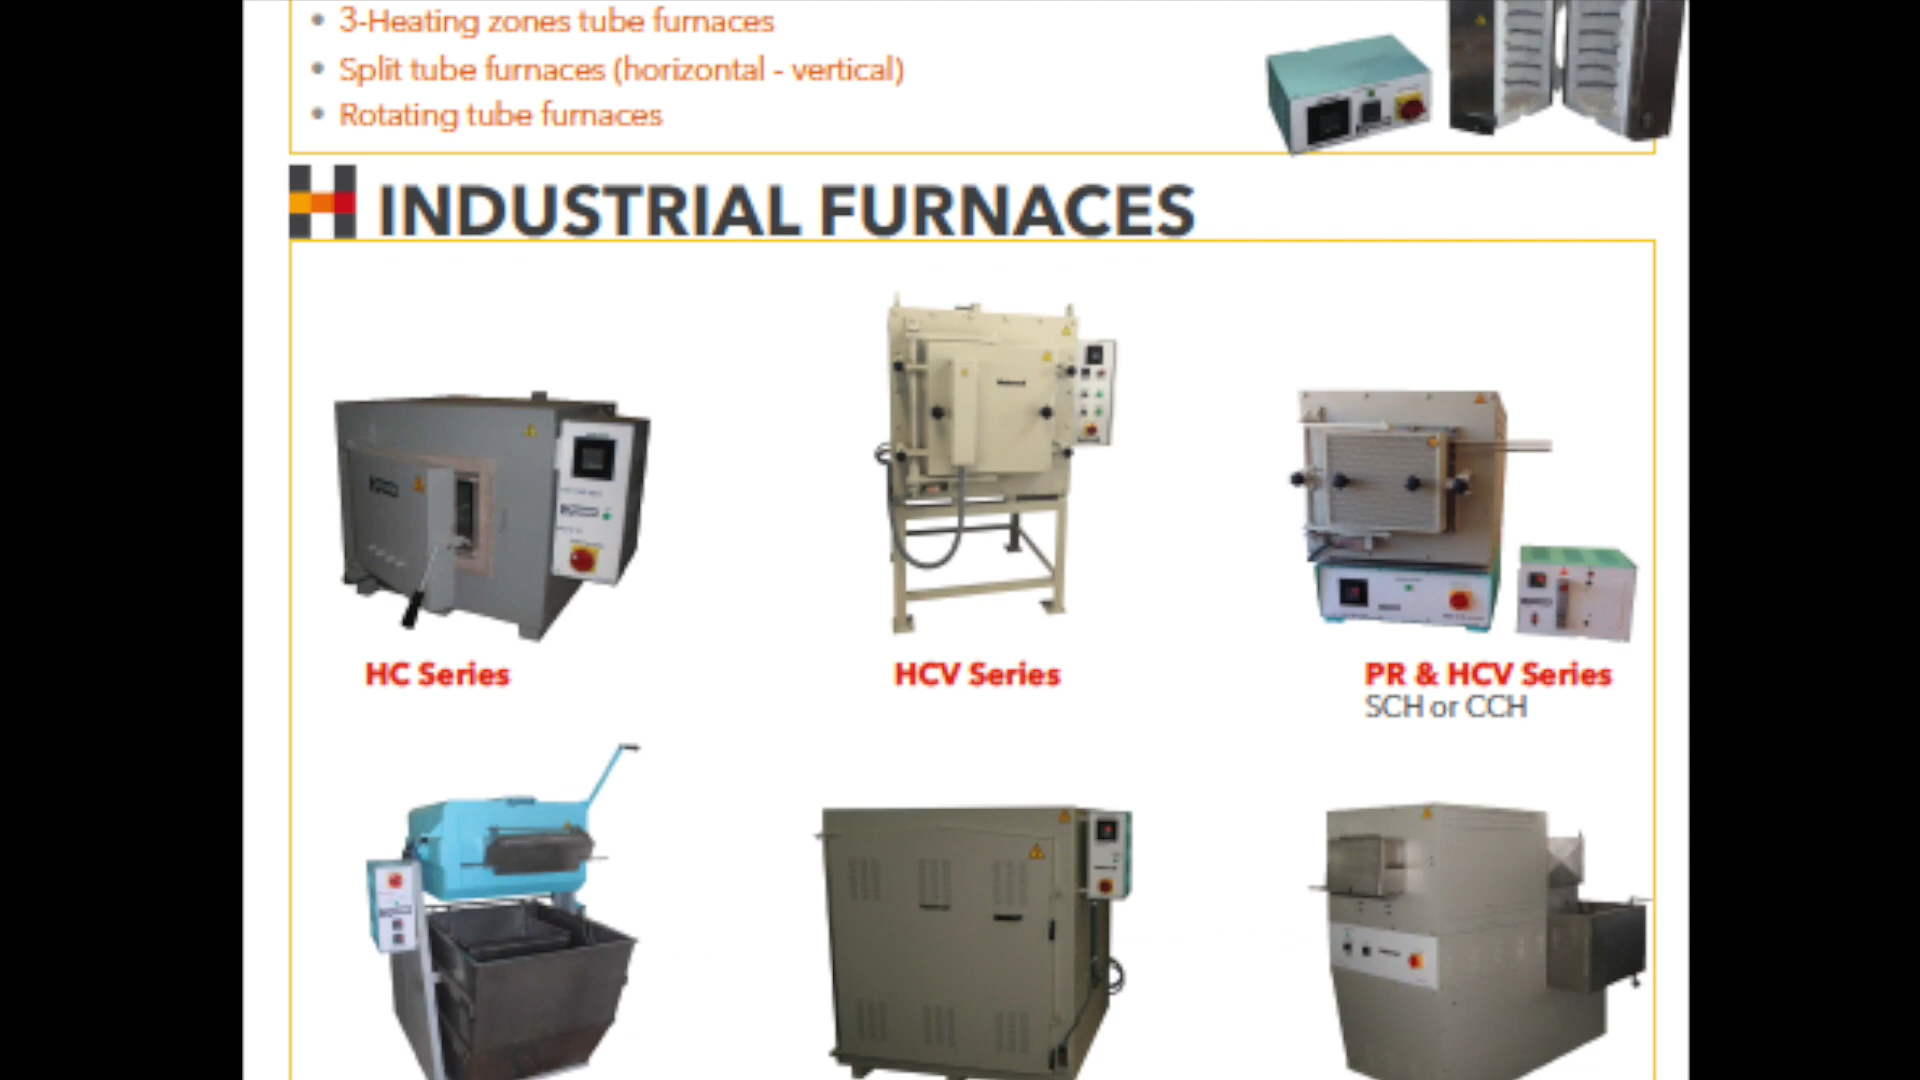 3-Heating zones tube furnaces
Split tube furnaces (horizontal - vertical)
Rotating tube furnaces
INDUSTRIAL FURNACES
HC Series
HCV Series
PR & HCV Series
SCH or CCH